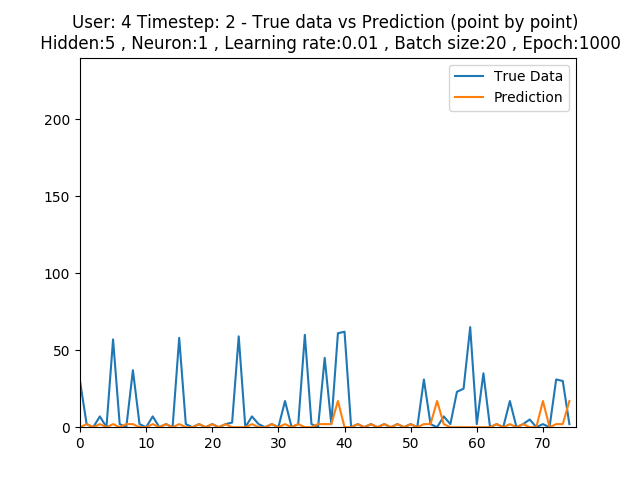 User: 4 Timestep: 2 - True data vs Prediction (point by point)
Hidden:5 , Neuron:1 , Learning rate:0.01 , Batch size:20 , Epoch:1000
True Data
Prediction
200
150
100
50
0
0 10 20 30 40 50 60 70